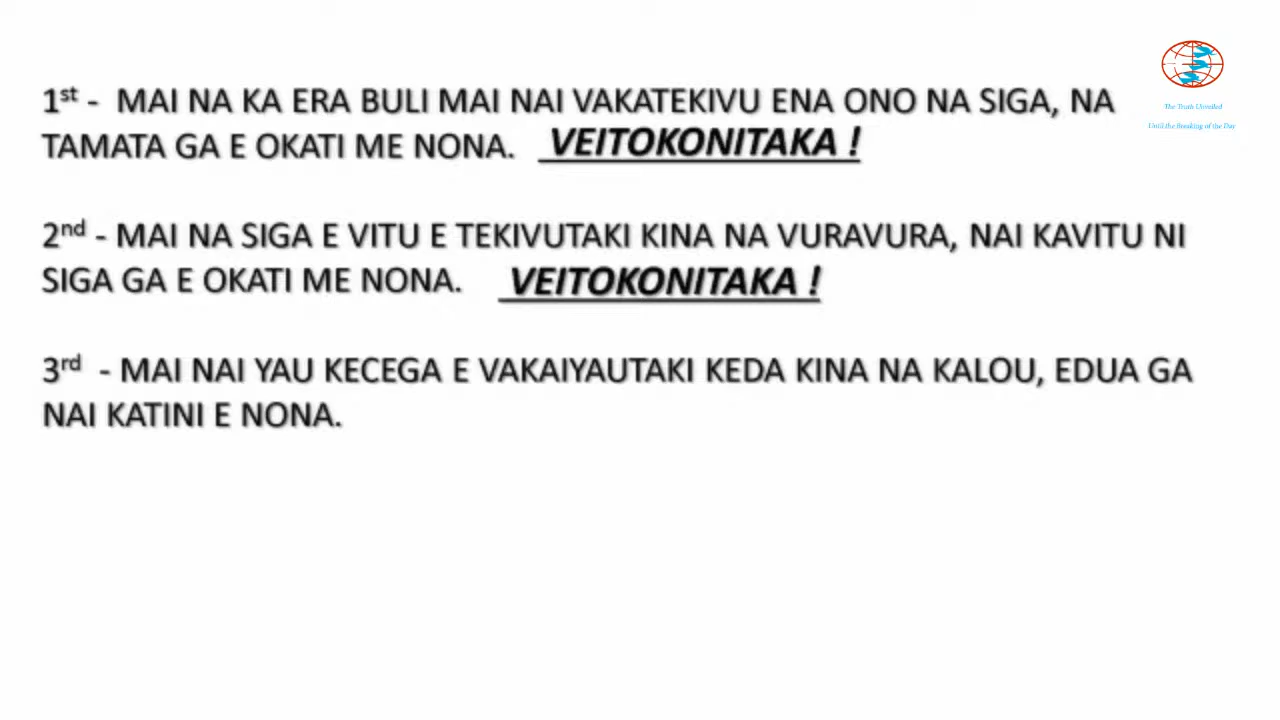 The Truth Unveiled
Until the Breaking of the Day
1st - MAI NA KA ERA BULI MAI NAI VAKATEKIVU ENA ONO NA SIGA, NA
TAMATA GA E OKATI ME NONA. VEITOKONITAKA !
2nd - MAI NA SIGA E VITU E TEKIVUTAKI KINA NA VURAVURA, NAI KAVITU NI
SIGA GA E OKATI ME NONA. VEITOKONITAKA !
3rd - MAI NAI YAU KECEGA E VAKAIYAUTAKI KEDA KINA NA KALOU, EDUA GA
NAI KATINI E NONA.